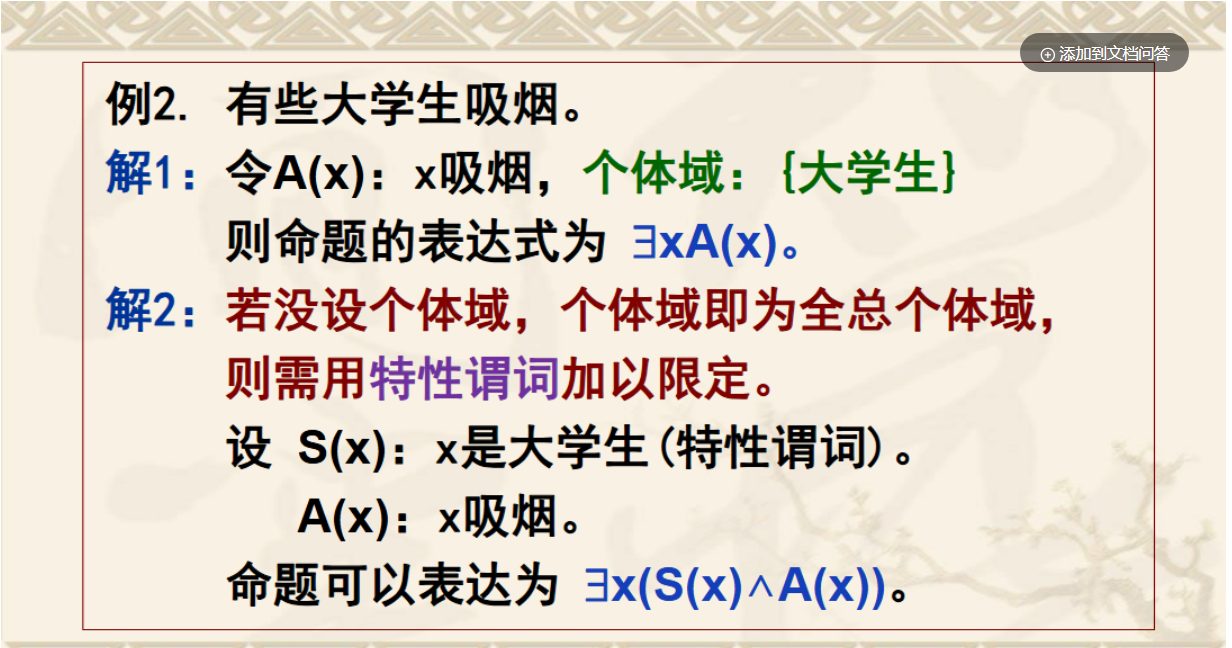 添加到文档问答
例2. 有些大学生吸烟。
解1：令A(x)：x吸烟，个体域：{大学生}
则命题的表达式为 ∃xA(x)。
解2：若没设个体域，个体域即为全总个体域，
则需用特性谓词加以限定。
设 S(x)：x是大学生(特性谓词)。
A(x)：x吸烟。
命题可以表达为 ∃x(S(x)∧A(x))。